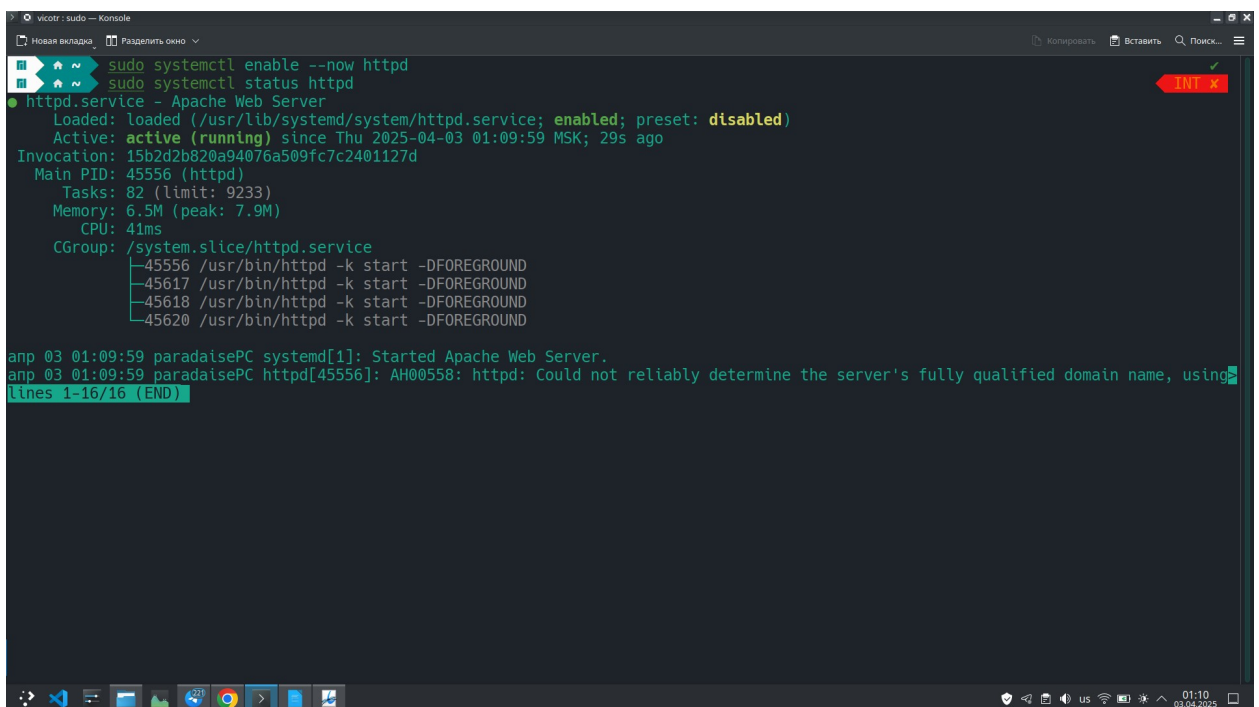 vicotr : sudo — Konsole
Новая вкладка Разделить окно Копировать Вставить Поиск...
~ sudo systemctl enable --now httpd ✔
~ sudo systemctl status httpd INT ✘
● httpd.service - Apache Web Server
Loaded: loaded (/usr/lib/systemd/system/httpd.service; enabled; preset: disabled)
Active: active (running) since Thu 2025-04-03 01:09:59 MSK; 29s ago
Invocation: 15b2d2b820a94076a509fc7c2401127d
Main PID: 45556 (httpd)
Tasks: 82 (limit: 9233)
Memory: 6.5M (peak: 7.9M)
CPU: 41ms
CGroup: /system.slice/httpd.service
├─45556 /usr/bin/httpd -k start -DFOREGROUND
├─45617 /usr/bin/httpd -k start -DFOREGROUND
├─45618 /usr/bin/httpd -k start -DFOREGROUND
└─45620 /usr/bin/httpd -k start -DFOREGROUND
апр 03 01:09:59 paradaisePC systemd[1]: Started Apache Web Server.
апр 03 01:09:59 paradaisePC httpd[45556]: AH00558: httpd: Could not reliably determine the server's fully qualified domain name, using>
lines 1-16/16 (END)
221
us 01:10
03.04.2025